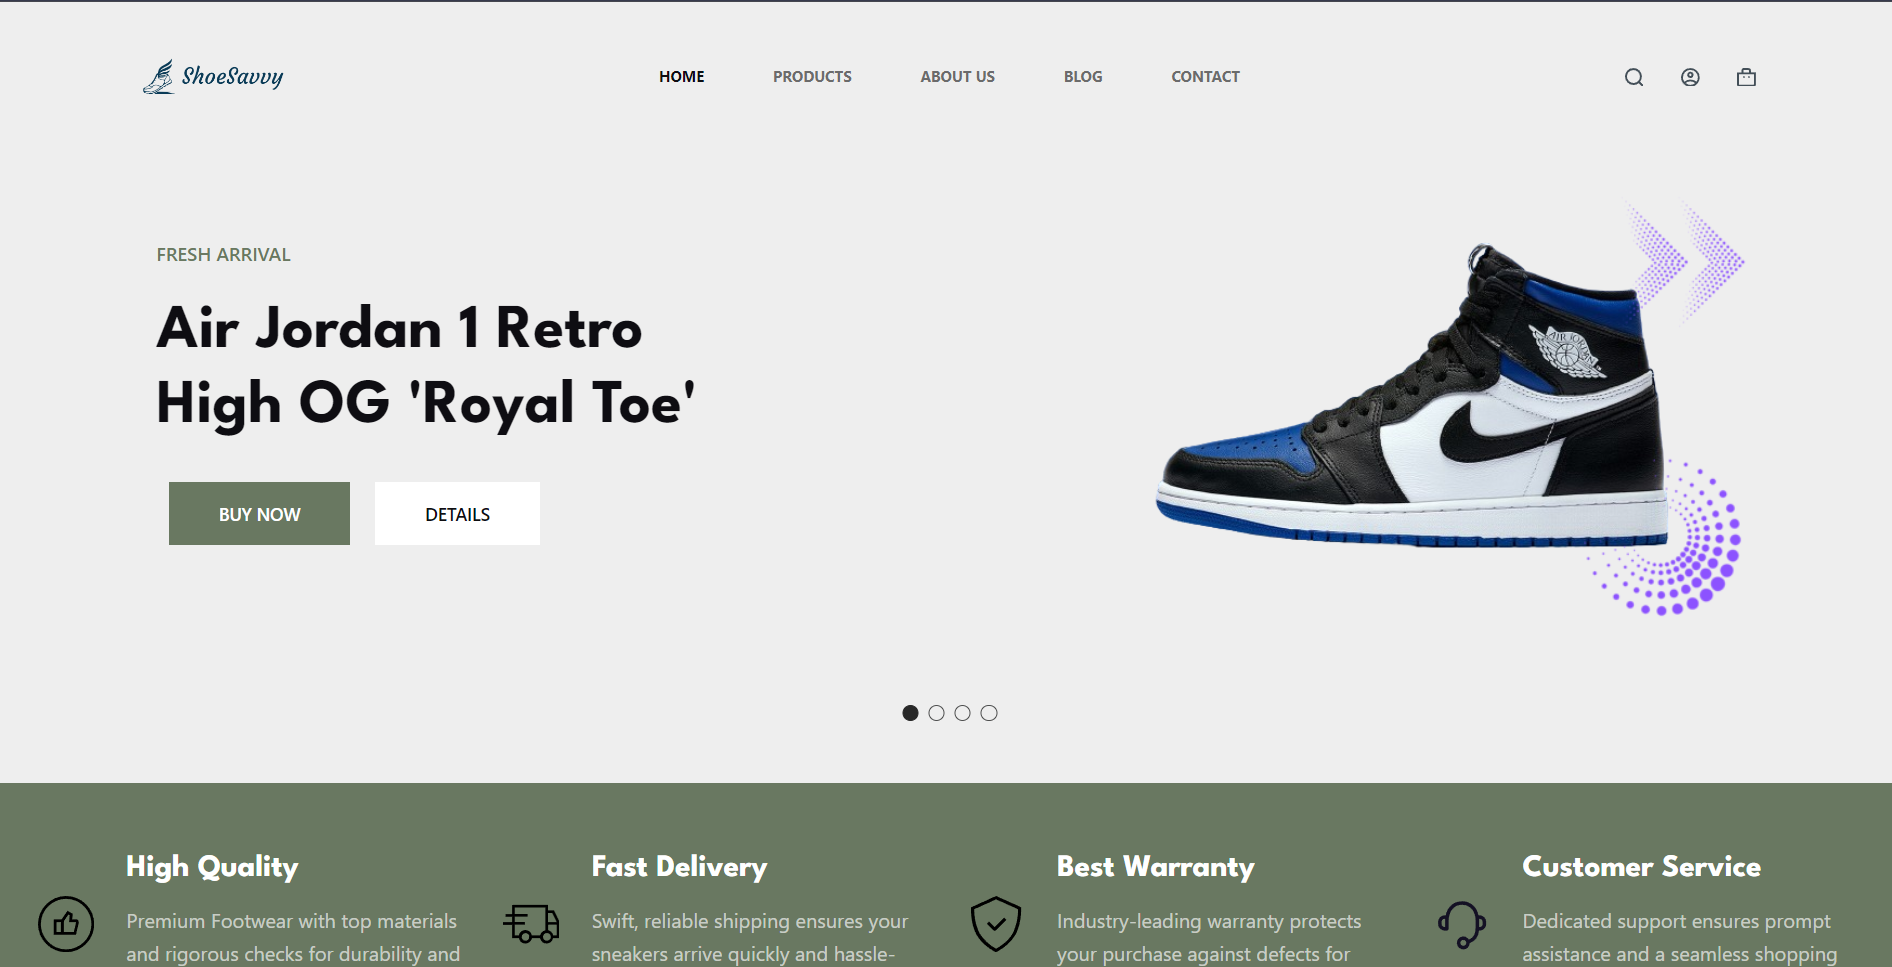 ShoeSavvy
HOME
PRODUCTS
ABOUT US
BLOG
CONTACT
FRESH ARRIVAL
Air Jordan 1 Retro
High OG 'Royal Toe'
BUY NOW
DETAILS
AIR JORDAN
High Quality
Premium Footwear with top materials
and rigorous checks for durability and
Fast Delivery
Swift, reliable shipping ensures your
sneakers arrive quickly and hassle-
Best Warranty
Industry-leading warranty protects
your purchase against defects for
Customer Service
Dedicated support ensures prompt
assistance and a seamless shopping